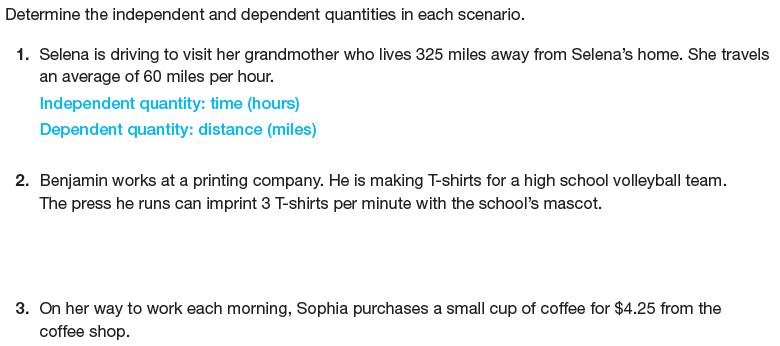 Determine the independent and dependent quantities in each scenario.
1. Selena is driving to visit her grandmother who lives 325 miles away from Selena’s home. She travels
an average of 60 miles per hour.
Independent quantity: time (hours)
Dependent quantity: distance (miles)
2. Benjamin works at a printing company. He is making T-shirts for a high school volleyball team.
The press he runs can imprint 3 T-shirts per minute with the school’s mascot.
3. On her way to work each morning, Sophia purchases a small cup of coffee for $4.25 from the
coffee shop.